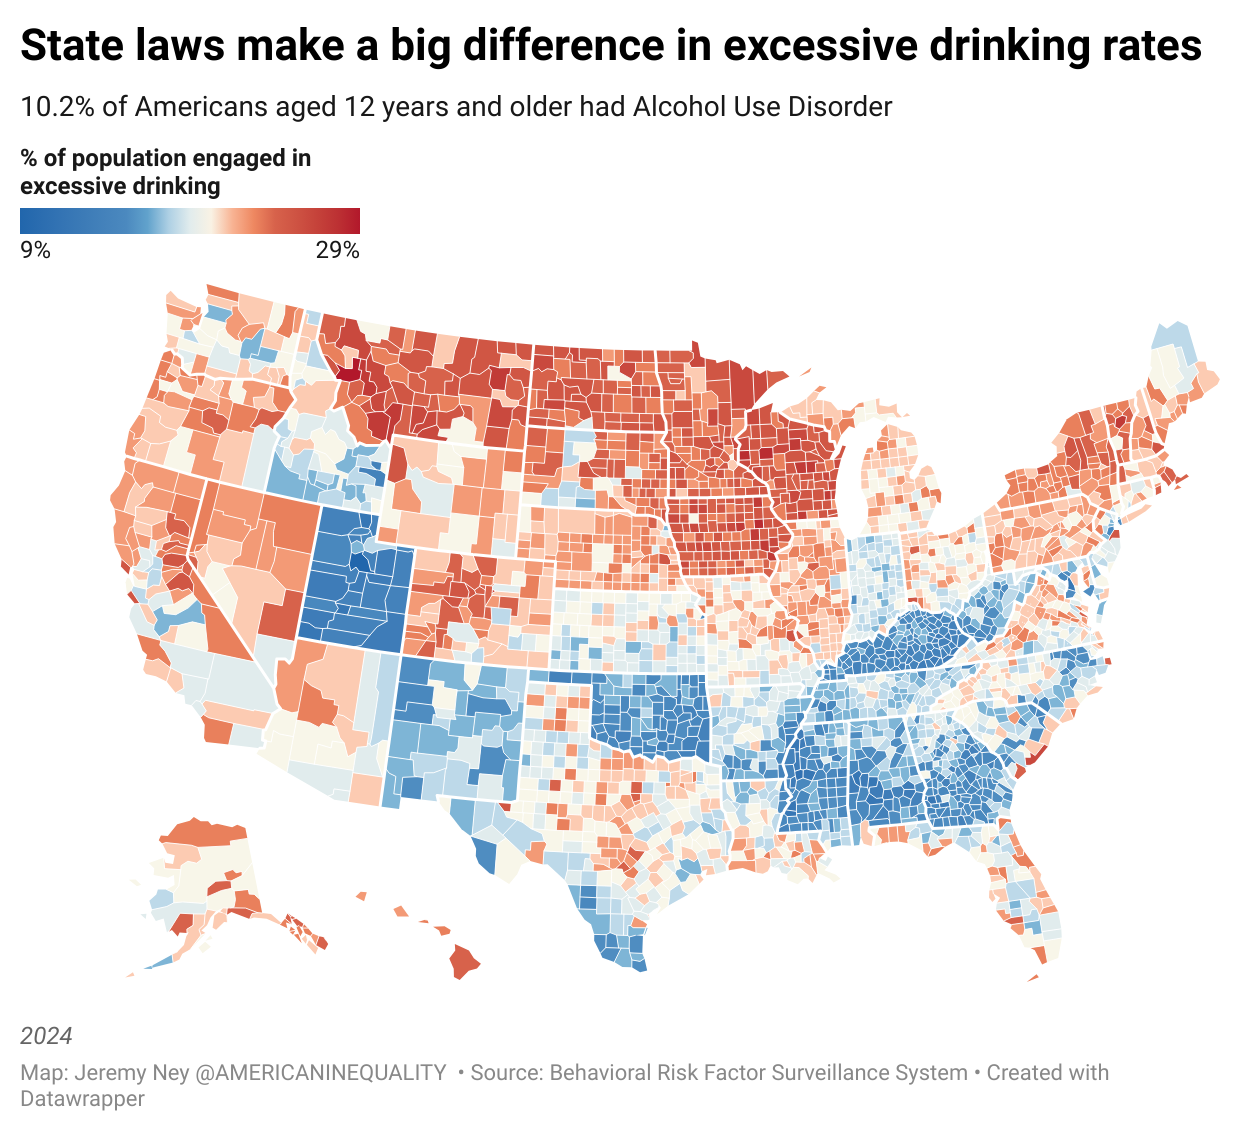 State laws make a big difference in excessive drinking rates
10.2% of Americans aged 12 years and older had Alcohol Use Disorder
% of population engaged in
excessive drinking
9%
29%
2024
Map: Jeremy Ney @AMERICANINEQUALITY • Source: Behavioral Risk Factor Surveillance System • Created with
Datawrapper